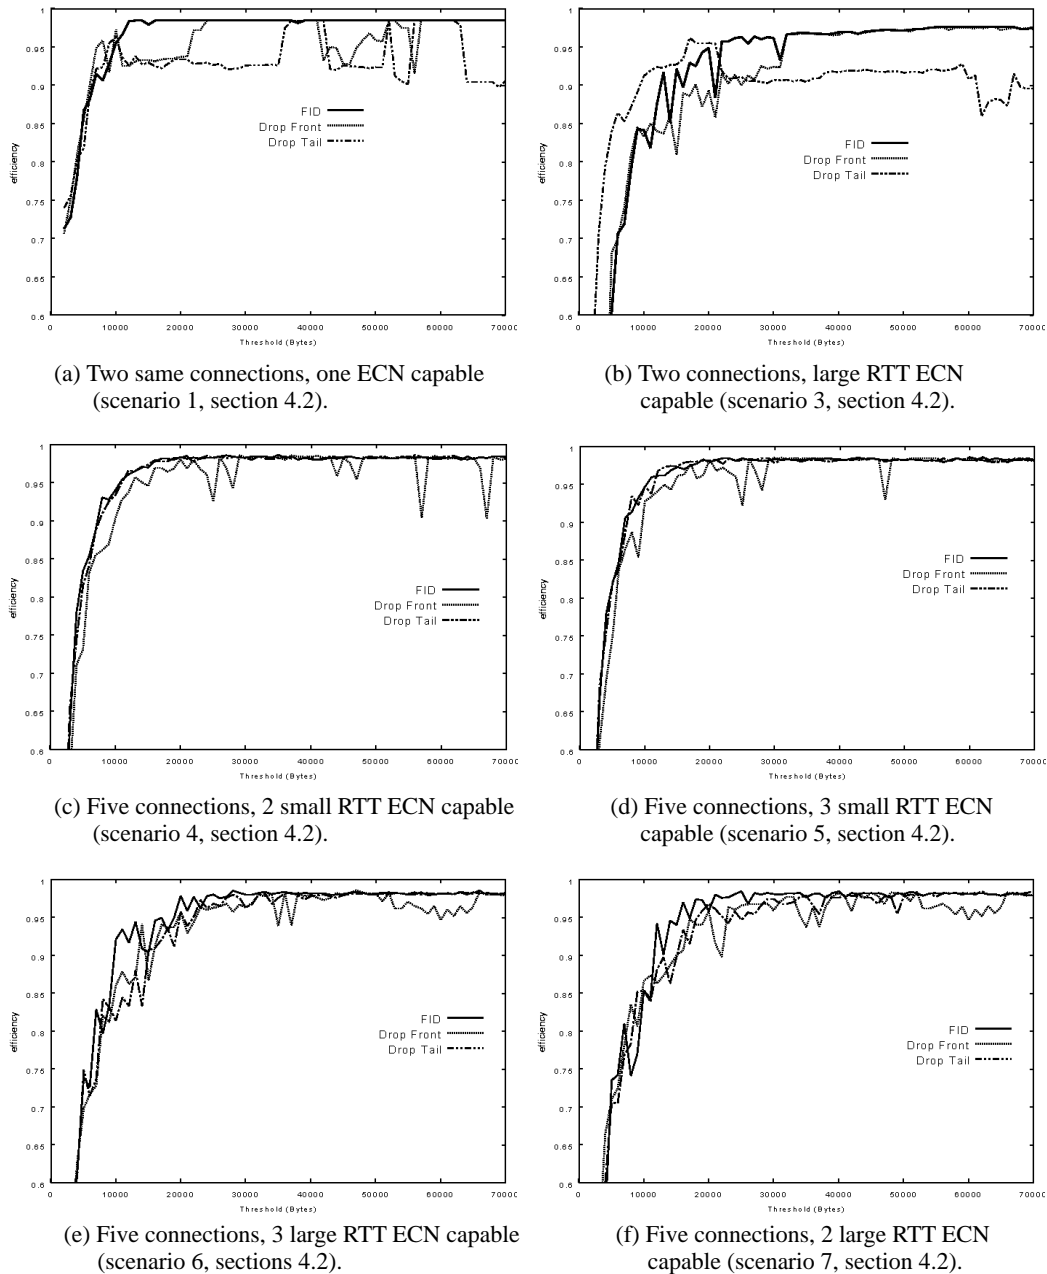 1
0.95
0.9
0.85
0.8
0.75
0.7
0.65
0.6
efficiency
FID
Drop Front
Drop Tail
0 10000 20000 30000 40000 50000 60000 70000
Threshold (Bytes)
(a) Two same connections, one ECN capable
(scenario 1, section 4.2).
1
0.95
0.9
0.85
0.8
0.75
0.7
0.65
0.6
efficiency
FID
Drop Front
Drop Tail
0 10000 20000 30000 40000 50000 60000 70000
Threshold (Bytes)
(b) Two connections, large RTT ECN
capable (scenario 3, section 4.2).
1
0.95
0.9
0.85
0.8
0.75
0.7
0.65
0.6
efficiency
FID
Drop Front
Drop Tail
0 10000 20000 30000 40000 50000 60000 70000
Threshold (Bytes)
(c) Five connections, 2 small RTT ECN capable
(scenario 4, section 4.2).
1
0.95
0.9
0.85
0.8
0.75
0.7
0.65
0.6
efficiency
FID
Drop Front
Drop Tail
0 10000 20000 30000 40000 50000 60000 70000
Threshold (Bytes)
(d) Five connections, 3 small RTT ECN
capable (scenario 5, section 4.2).
1
0.95
0.9
0.85
0.8
0.75
0.7
0.65
0.6
efficiency
FID
Drop Front
Drop Tail
0 10000 20000 30000 40000 50000 60000 70000
Threshold (Bytes)
(e) Five connections, 3 large RTT ECN capable
(scenario 6, sections 4.2).
1
0.95
0.9
0.85
0.8
0.75
0.7
0.65
0.6
efficiency
FID
Drop Front
Drop Tail
0 10000 20000 30000 40000 50000 60000 70000
Threshold (Bytes)
(f) Five connections, 2 large RTT ECN
capable (scenario 7, section 4.2).